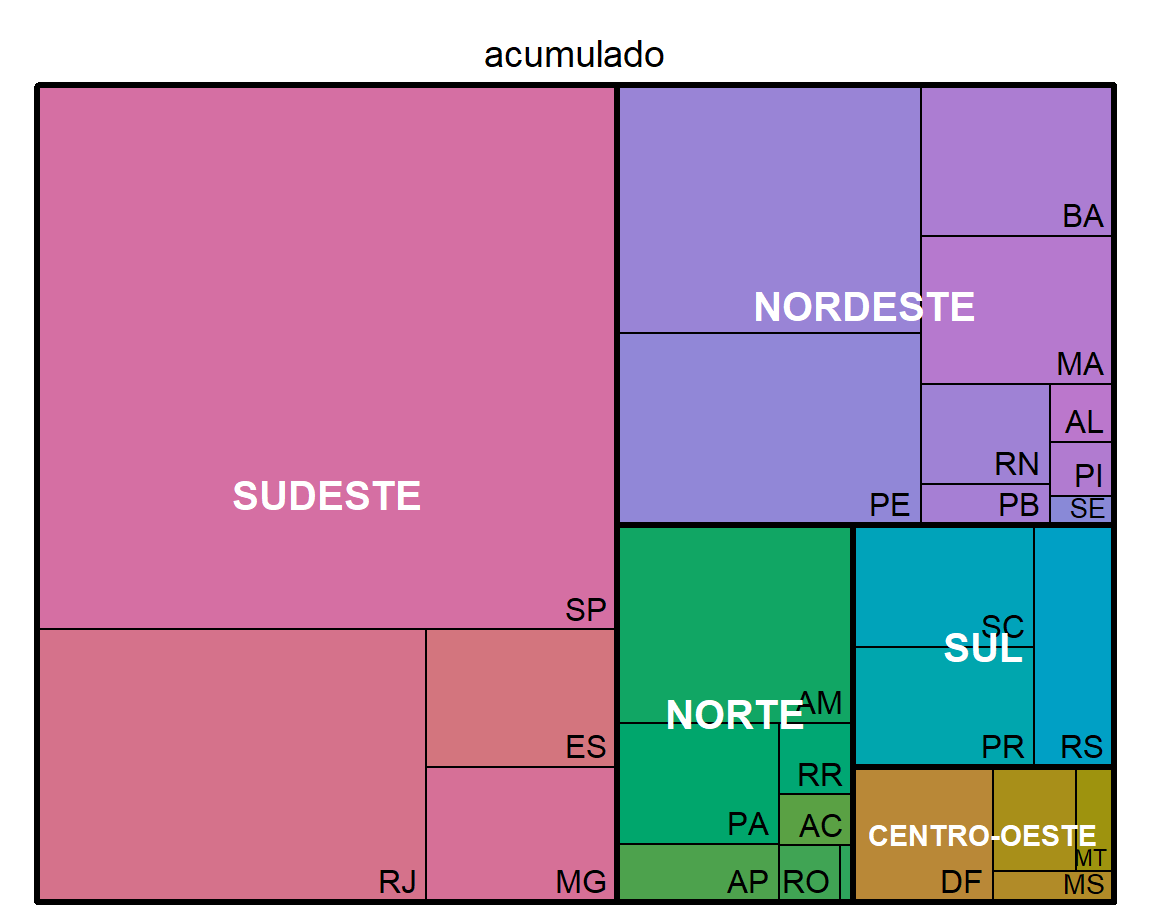 acumulado
BA
NORDESTE
MA
AL
RN
PI
SUDESTE
PE
PB
SE
SP
SC
SUL
AM
NORTE
ES
PR
RS
RR
PA
AC
CENTRO-OESTE
MT
RJ
MG
AP
RO
DF
MS